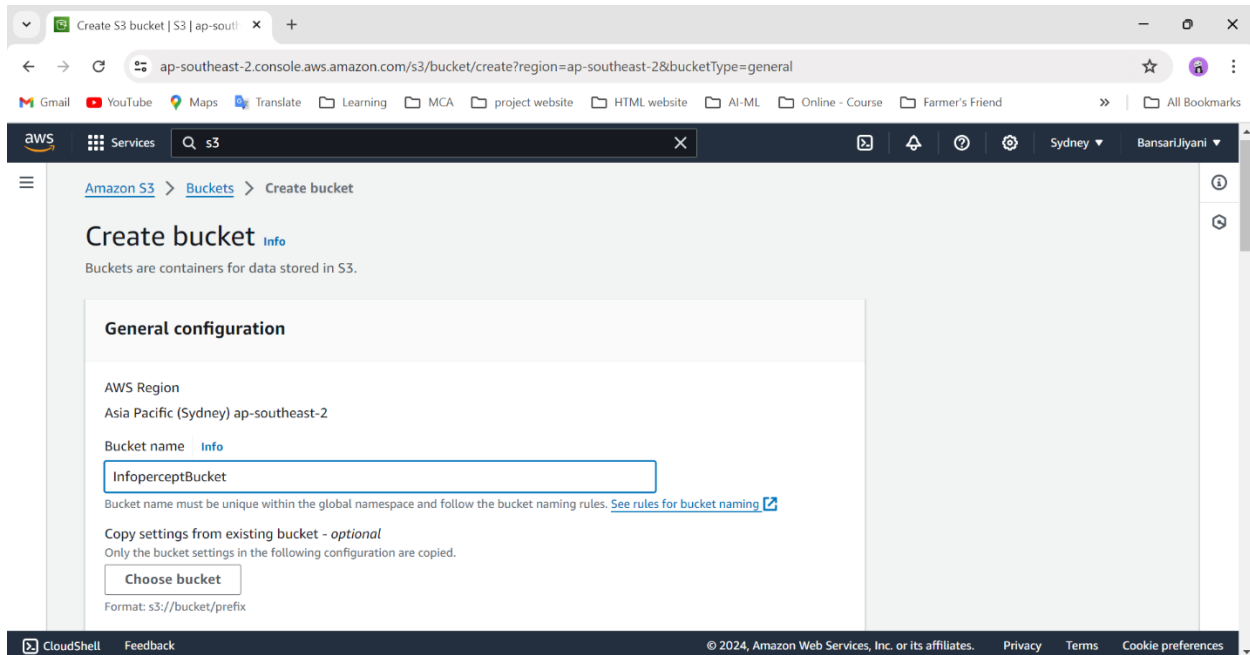 Create S3 bucket | S3 | ap-south
ap-southeast-2.console.aws.amazon.com/s3/bucket/create?region=ap-southeast-2&bucketType=general
Gmail YouTube Maps Translate Learning MCA project website HTML website AI-ML Online - Course Farmer's Friend » All Bookmarks
aws Services s3 Sydney BansariJiyani
Amazon S3 > Buckets > Create bucket
Create bucket Info
Buckets are containers for data stored in S3.
General configuration
AWS Region
Asia Pacific (Sydney) ap-southeast-2
Bucket name Info
InfoperceptBucket
Bucket name must be unique within the global namespace and follow the bucket naming rules. See rules for bucket naming
Copy settings from existing bucket - optional
Only the bucket settings in the following configuration are copied.
Choose bucket
Format: s3://bucket/prefix
CloudShell Feedback © 2024, Amazon Web Services, Inc. or its affiliates. Privacy Terms Cookie preferences